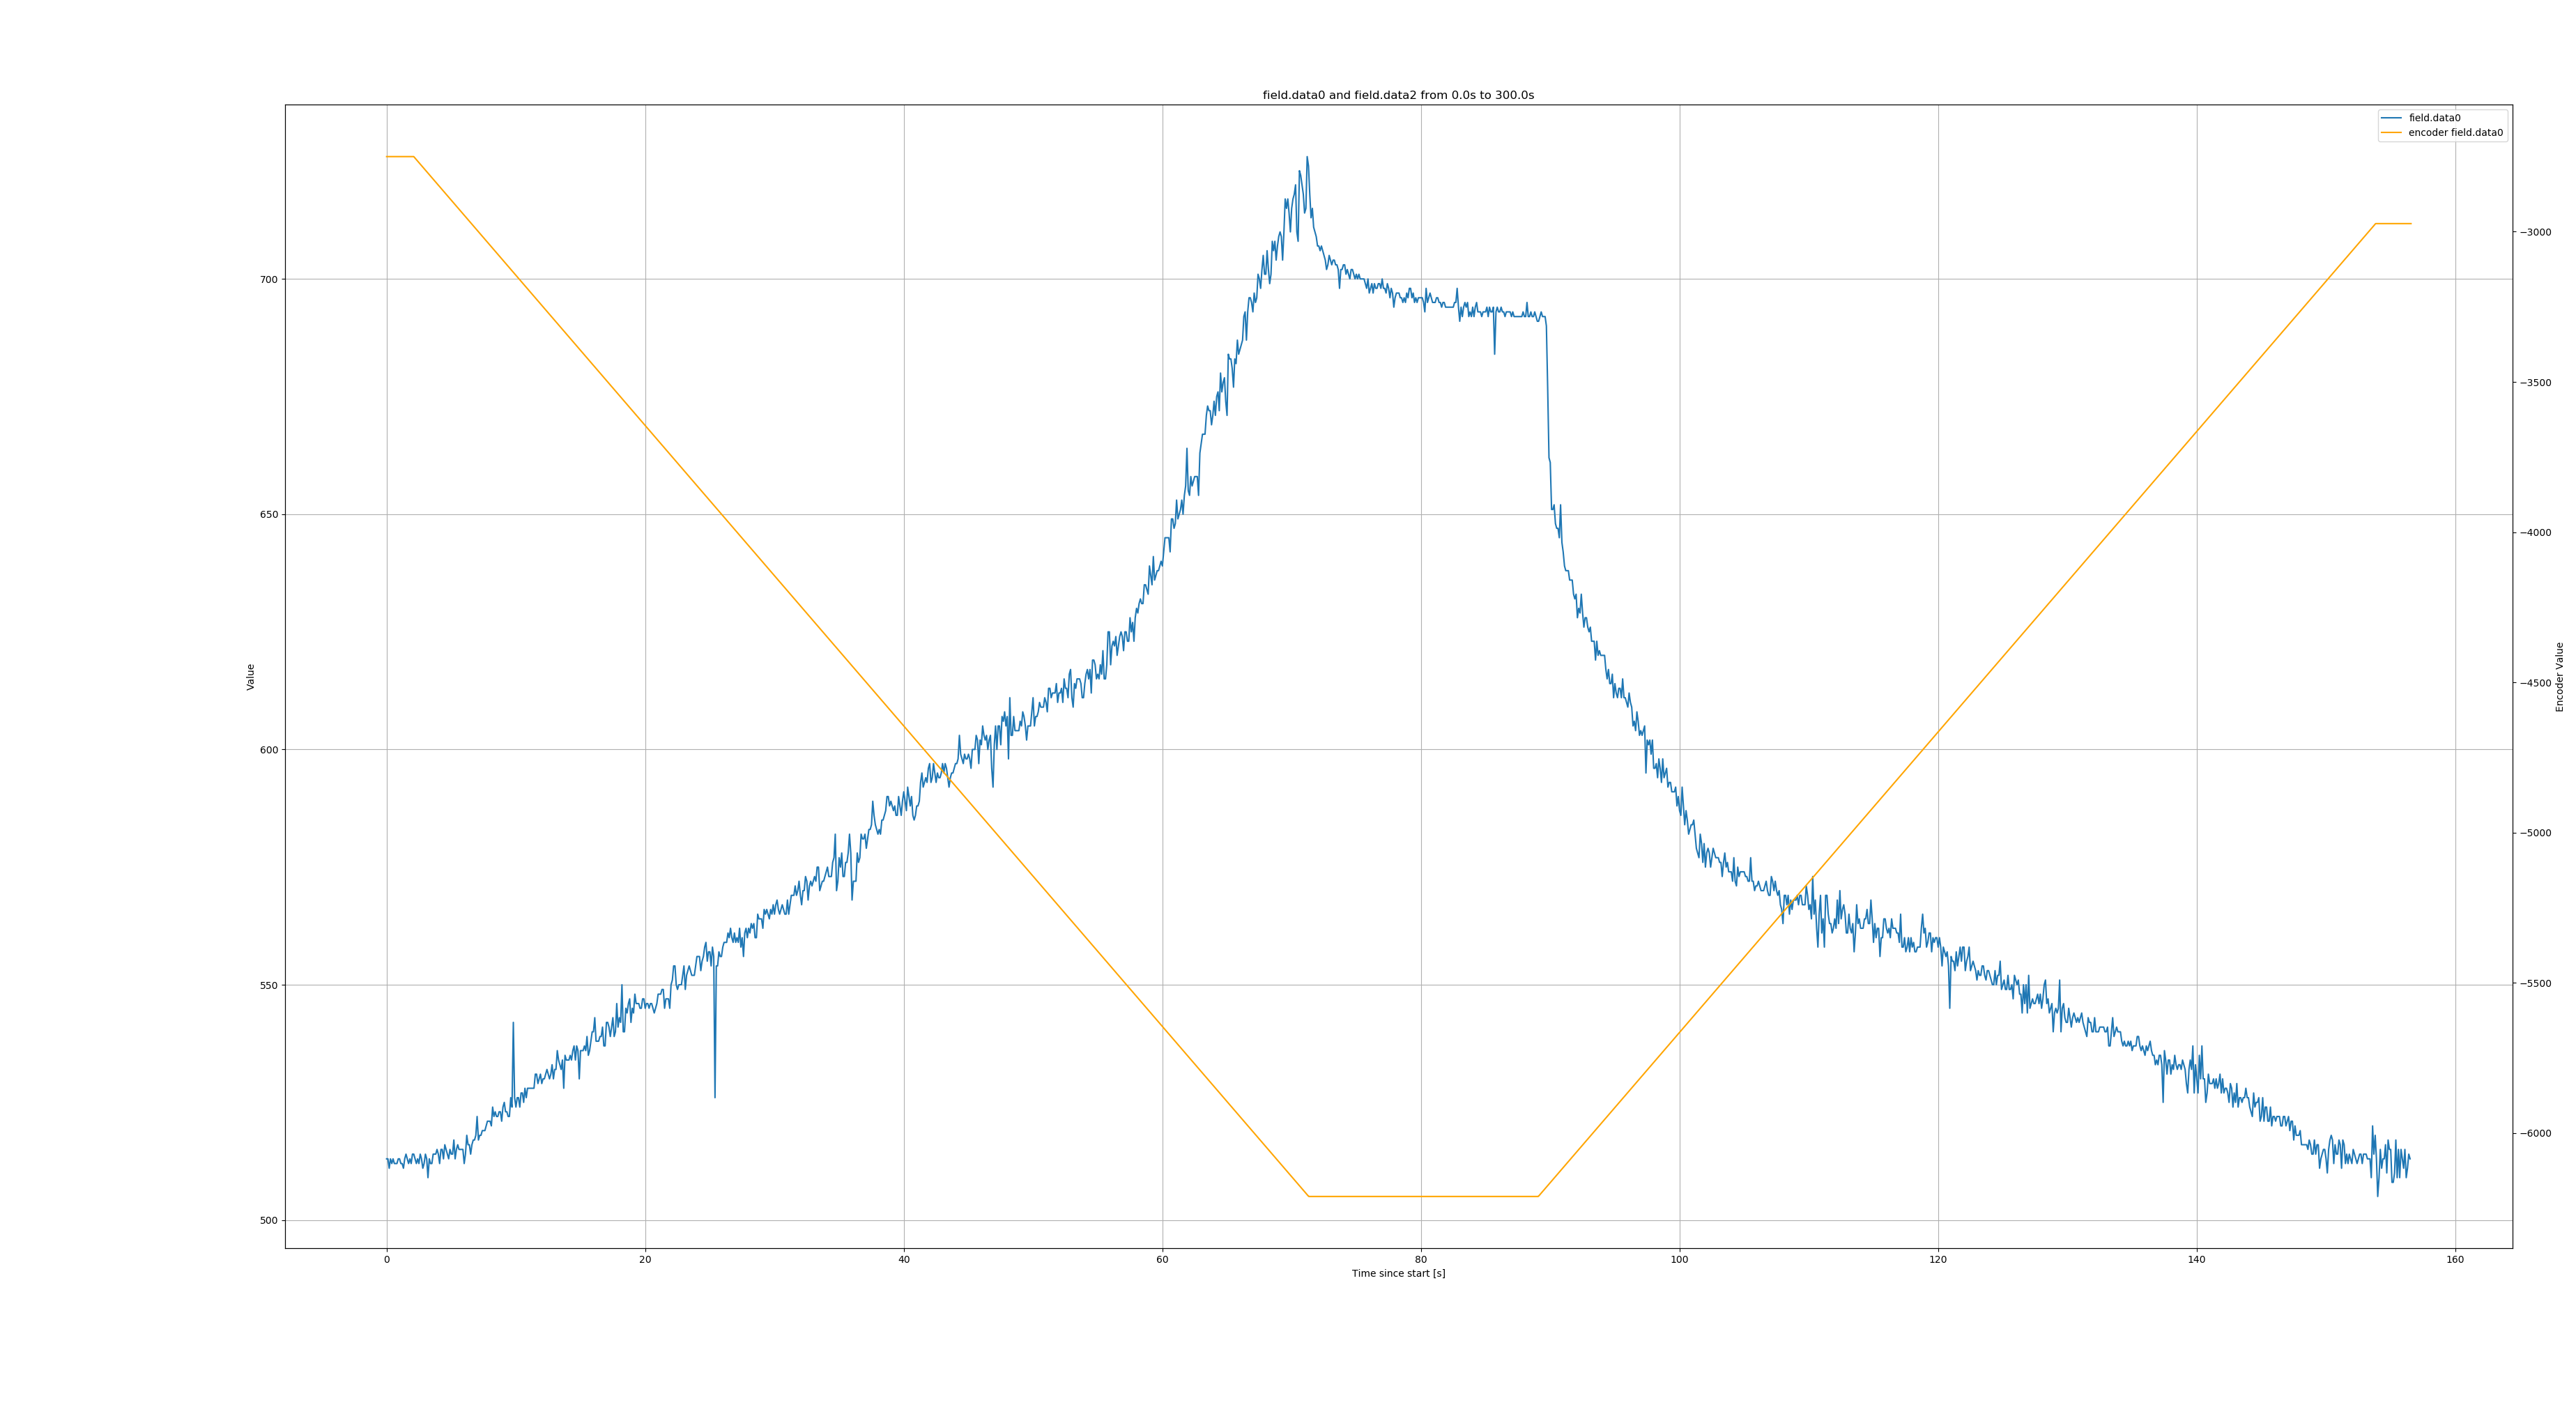 field.data0 and field.data2 from 0.0s to 300.0s
field.data0
encoder field.data0
700
650
600
550
500
Value
−3000
−3500
−4000
−4500
−5000
−5500
−6000
Encoder Value
0 20 40 60 80 100 120 140 160
Time since start [s]